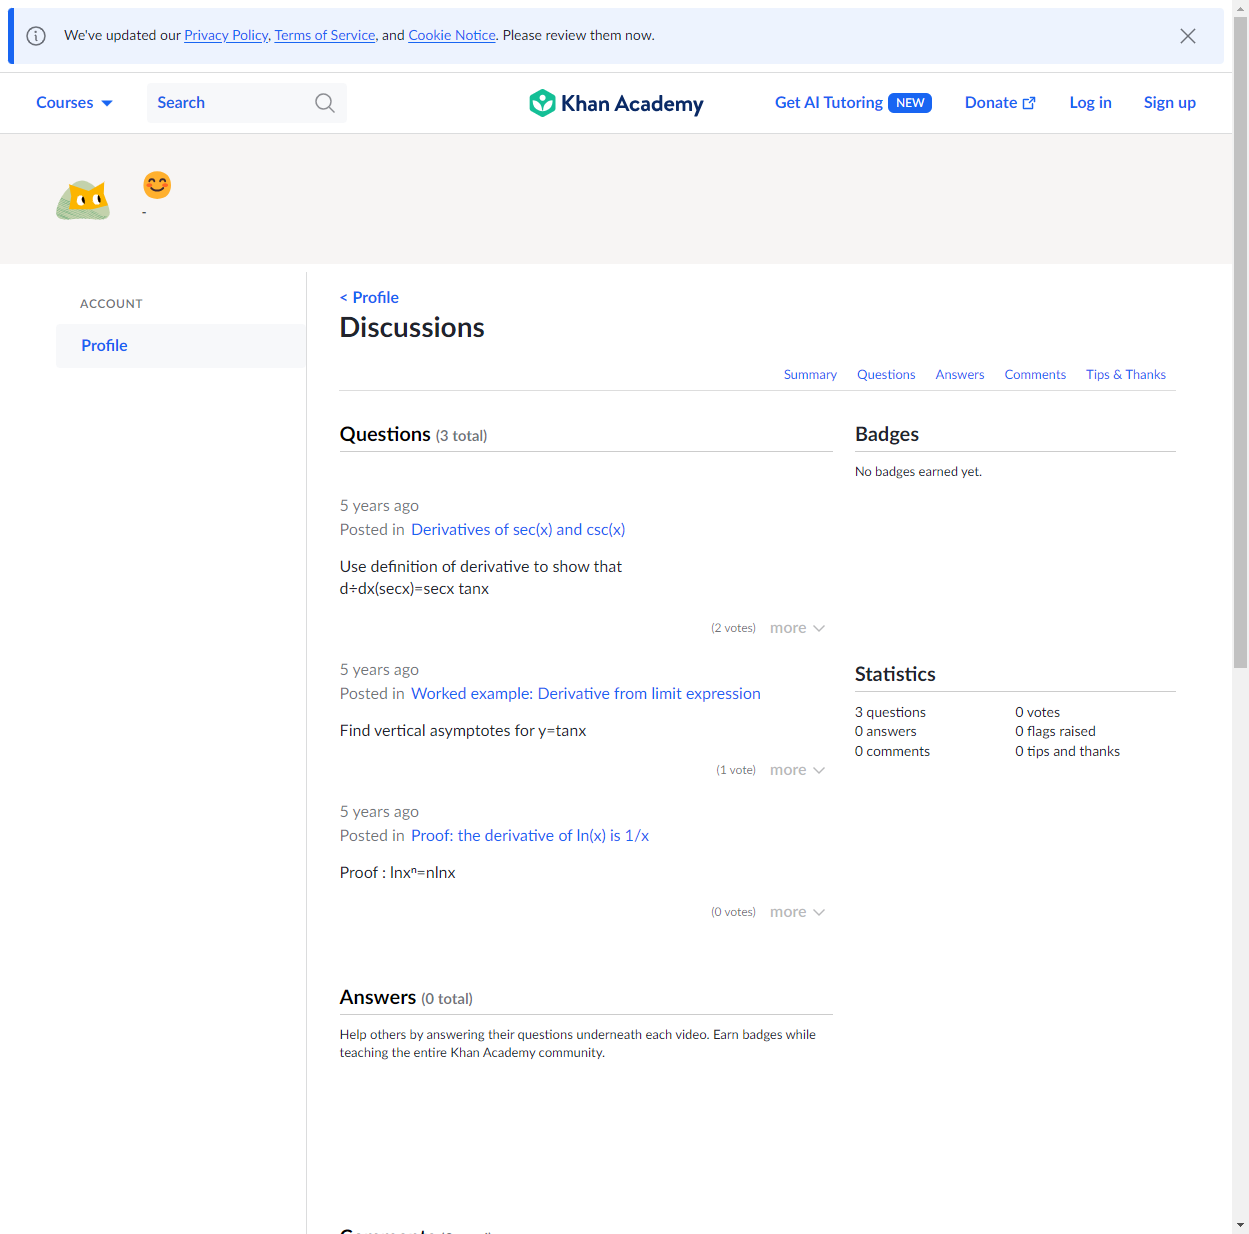 We've updated our Privacy Policy, Terms of Service, and Cookie Notice. Please review them now.
Courses
Search
Khan Academy
Get AI Tutoring NEW
Donate
Log in
Sign up
-
ACCOUNT
Profile
< Profile
Discussions
Summary
Questions
Answers
Comments
Tips & Thanks
Questions (3 total)
5 years ago
Posted in Derivatives of sec(x) and csc(x)
Use definition of derivative to show that
d÷dx(secx)=secx tanx
(2 votes)
more
5 years ago
Posted in Worked example: Derivative from limit expression
Find vertical asymptotes for y=tanx
(1 vote)
more
5 years ago
Posted in Proof: the derivative of ln(x) is 1/x
Proof : lnxⁿ=nlnx
(0 votes)
more
Answers (0 total)
Help others by answering their questions underneath each video. Earn badges while
teaching the entire Khan Academy community.
Badges
No badges earned yet.
Statistics
3 questions
0 votes
0 answers
0 flags raised
0 comments
0 tips and thanks